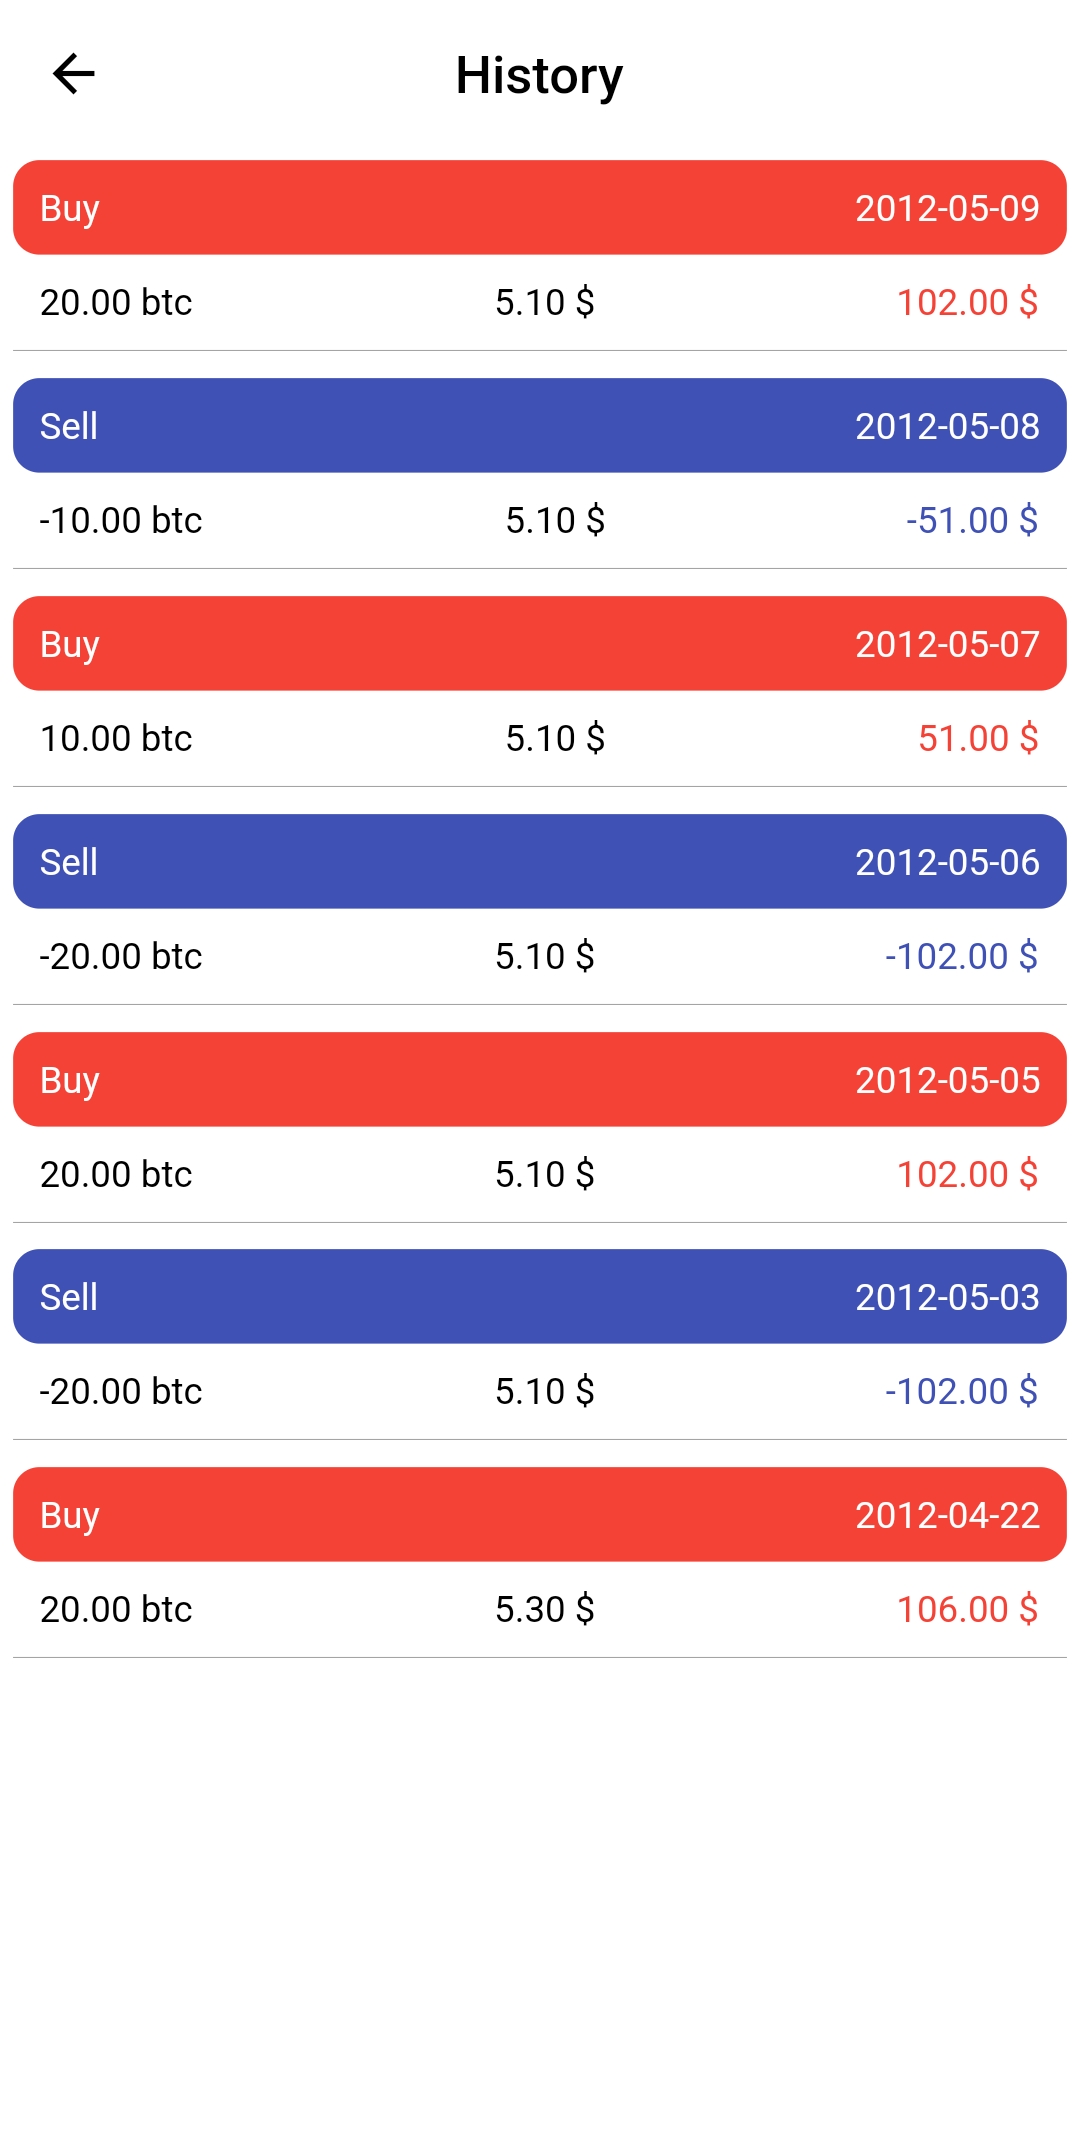 History
Buy 2012-05-09
20.00 btc 5.10 $ 102.00 $
Sell 2012-05-08
-10.00 btc 5.10 $ -51.00 $
Buy 2012-05-07
10.00 btc 5.10 $ 51.00 $
Sell 2012-05-06
-20.00 btc 5.10 $ -102.00 $
Buy 2012-05-05
20.00 btc 5.10 $ 102.00 $
Sell 2012-05-03
-20.00 btc 5.10 $ -102.00 $
Buy 2012-04-22
20.00 btc 5.30 $ 106.00 $